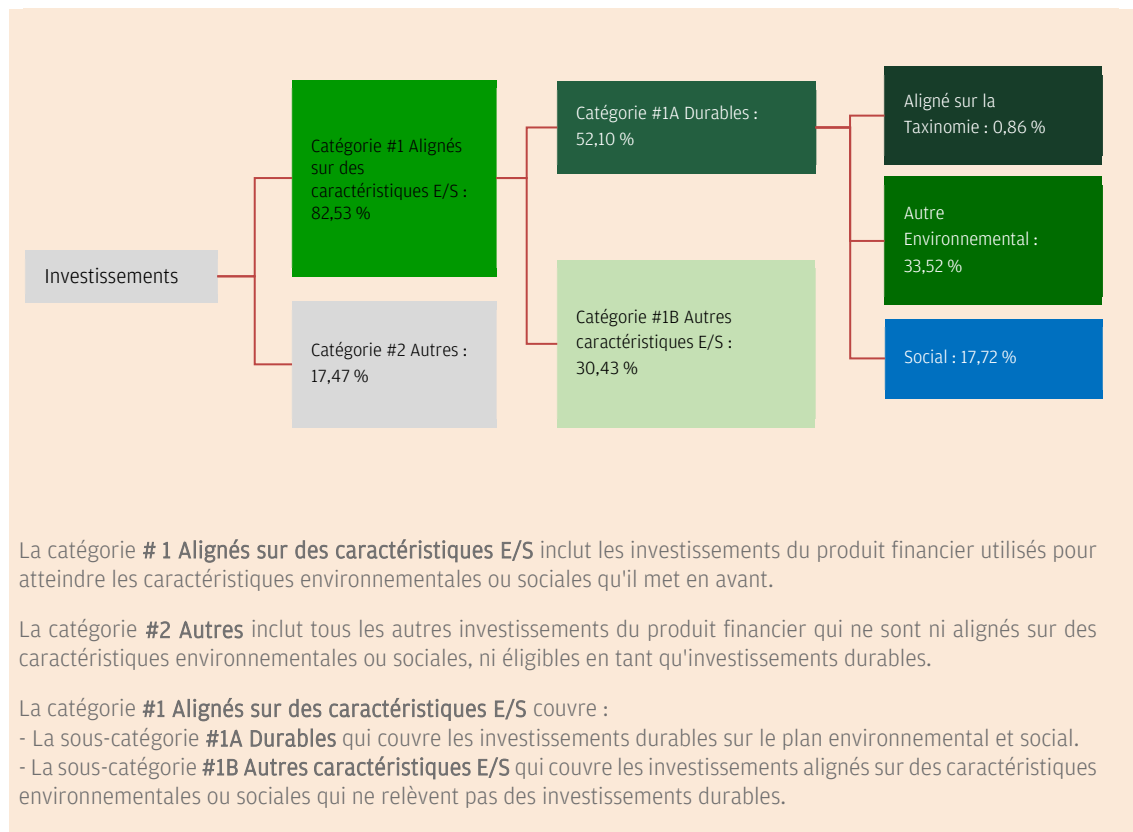 Investissements
Catégorie #1 Alignés
sur des
caractéristiques E/S :
82,53 %
Catégorie #2 Autres :
17,47 %
Catégorie #1A Durables :
52,10 %
Catégorie #1B Autres
caractéristiques E/S :
30,43 %
Aligné sur la
Taxinomie : 0,86 %
Autre
Environnemental :
33,52 %
Social : 17,72 %
La catégorie # 1 Alignés sur des caractéristiques E/S inclut les investissements du produit financier utilisés pour
atteindre les caractéristiques environnementales ou sociales qu'il met en avant.
La catégorie #2 Autres inclut tous les autres investissements du produit financier qui ne sont ni alignés sur des
caractéristiques environnementales ou sociales, ni éligibles en tant qu'investissements durables.
La catégorie #1 Alignés sur des caractéristiques E/S couvre :
- La sous-catégorie #1A Durables qui couvre les investissements durables sur le plan environnemental et social.
- La sous-catégorie #1B Autres caractéristiques E/S qui couvre les investissements alignés sur des caractéristiques
environnementales ou sociales qui ne relèvent pas des investissements durables.